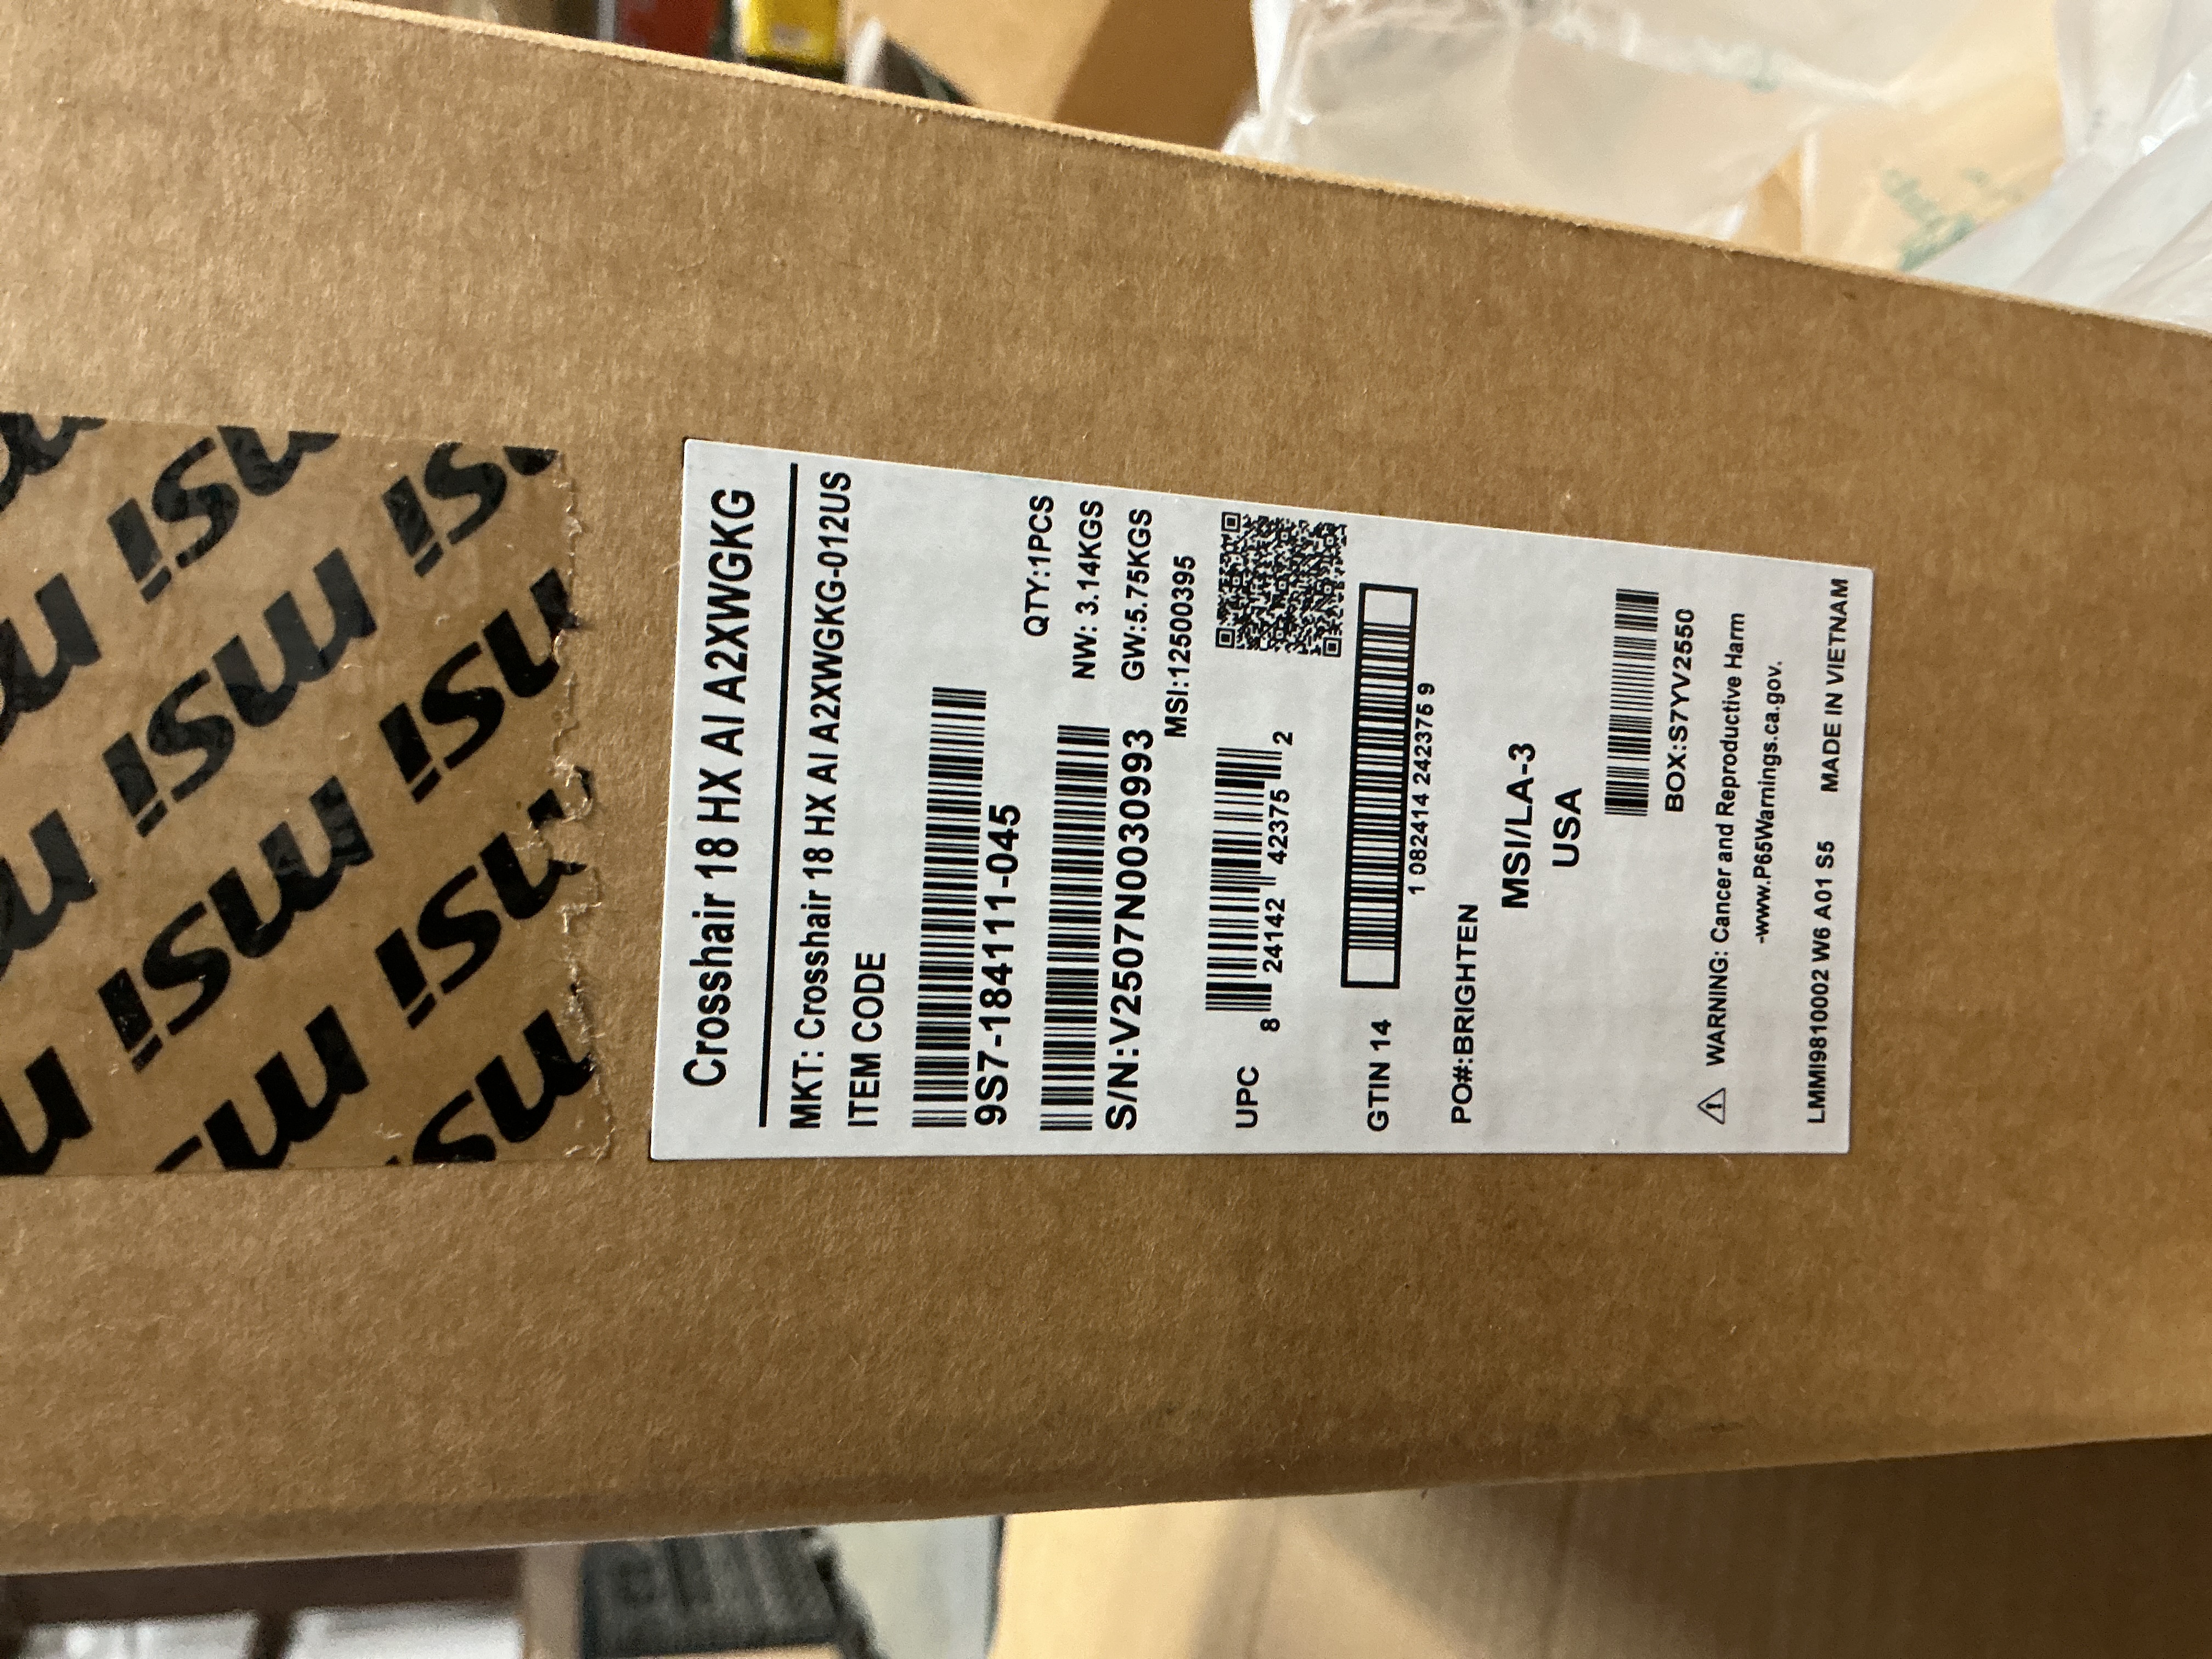 msi msi msi
Crosshair 18 HX AI A2XWGKG
MKT: Crosshair 18 HX AI A2XWGKG-012US
ITEM CODE
9S7-184111-045
QTY:1PCS
NW: 3.14KGS
S/N:V2507N0030993
GW:5.75KGS
MSI:12500395
UPC
8 24142 42375 2
GTIN 14
1 082414 242375 9
PO#:BRIGHTEN
MSI/LA-3
USA
BOX:S7YV2550
WARNING: Cancer and Reproductive Harm
-www.P65Warnings.ca.gov.
LMMI9810002 W6 A01 S5 MADE IN VIETNAM